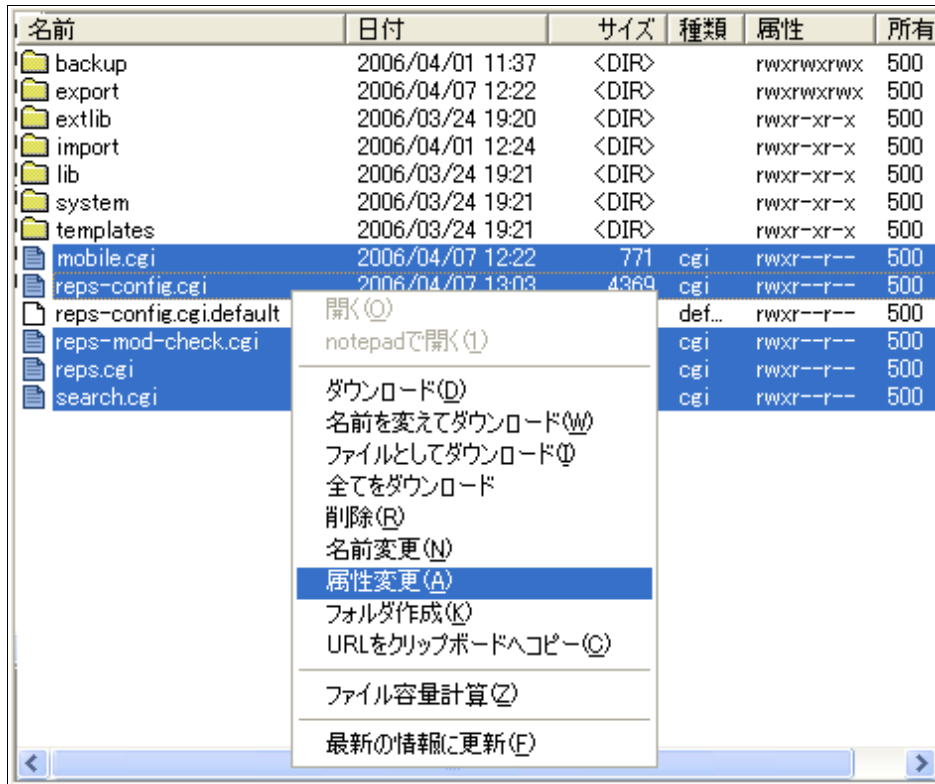 名前 日付 サイズ 種類 属性 所有
backup 2006/04/01 11:37 <DIR> rwxrwxrwx 500
export 2006/04/07 12:22 <DIR> rwxrwxrwx 500
extlib 2006/03/24 19:20 <DIR> rwxr-xr-x 500
import 2006/04/01 12:24 <DIR> rwxr-xr-x 500
lib 2006/03/24 19:21 <DIR> rwxr-xr-x 500
system 2006/03/24 19:21 <DIR> rwxr-xr-x 500
templates 2006/03/24 19:21 <DIR> rwxr-xr-x 500
mobile.cgi 2006/04/07 12:22 771 cgi rwxr--r-- 500
reps-config.cgi 2006/04/07 13:03 4369 cgi rwxr--r-- 500
reps-config.cgi.default def... rwxr--r-- 500
reps-mod-check.cgi cgi rwxr--r-- 500
reps.cgi cgi rwxr--r-- 500
search.cgi cgi rwxr--r-- 500
開く(O)
notepadで開く(1)
ダウンロード(D)
名前を変えてダウンロード(W)
ファイルとしてダウンロード(I)
全てをダウンロード
削除(R)
名前変更(N)
属性変更(A)
フォルダ作成(K)
URLをクリップボードへコピー(C)
ファイル容量計算(Z)
最新の情報に更新(F)